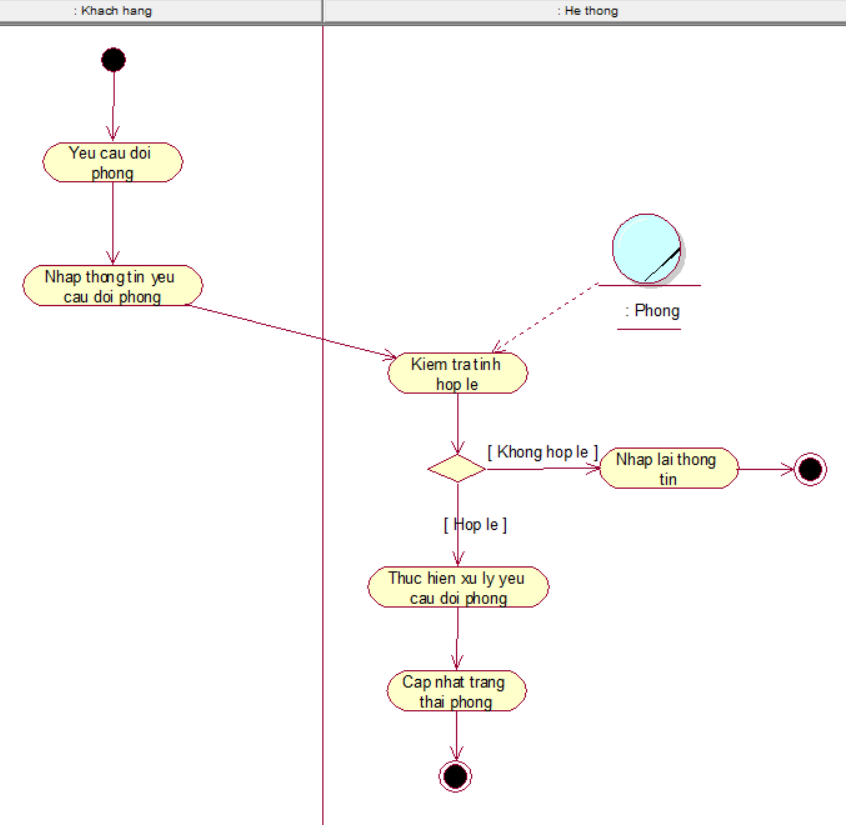 : Khach hang
: He thong
Yeu cau doi
phong
Nhap thong tin yeu
cau doi phong
: Phong
Kiem tra tinh
hop le
[ Khong hop le ]
Nhap lai thong
tin
[ Hop le ]
Thuc hien xu ly yeu
cau doi phong
Cap nhat trang
thai phong